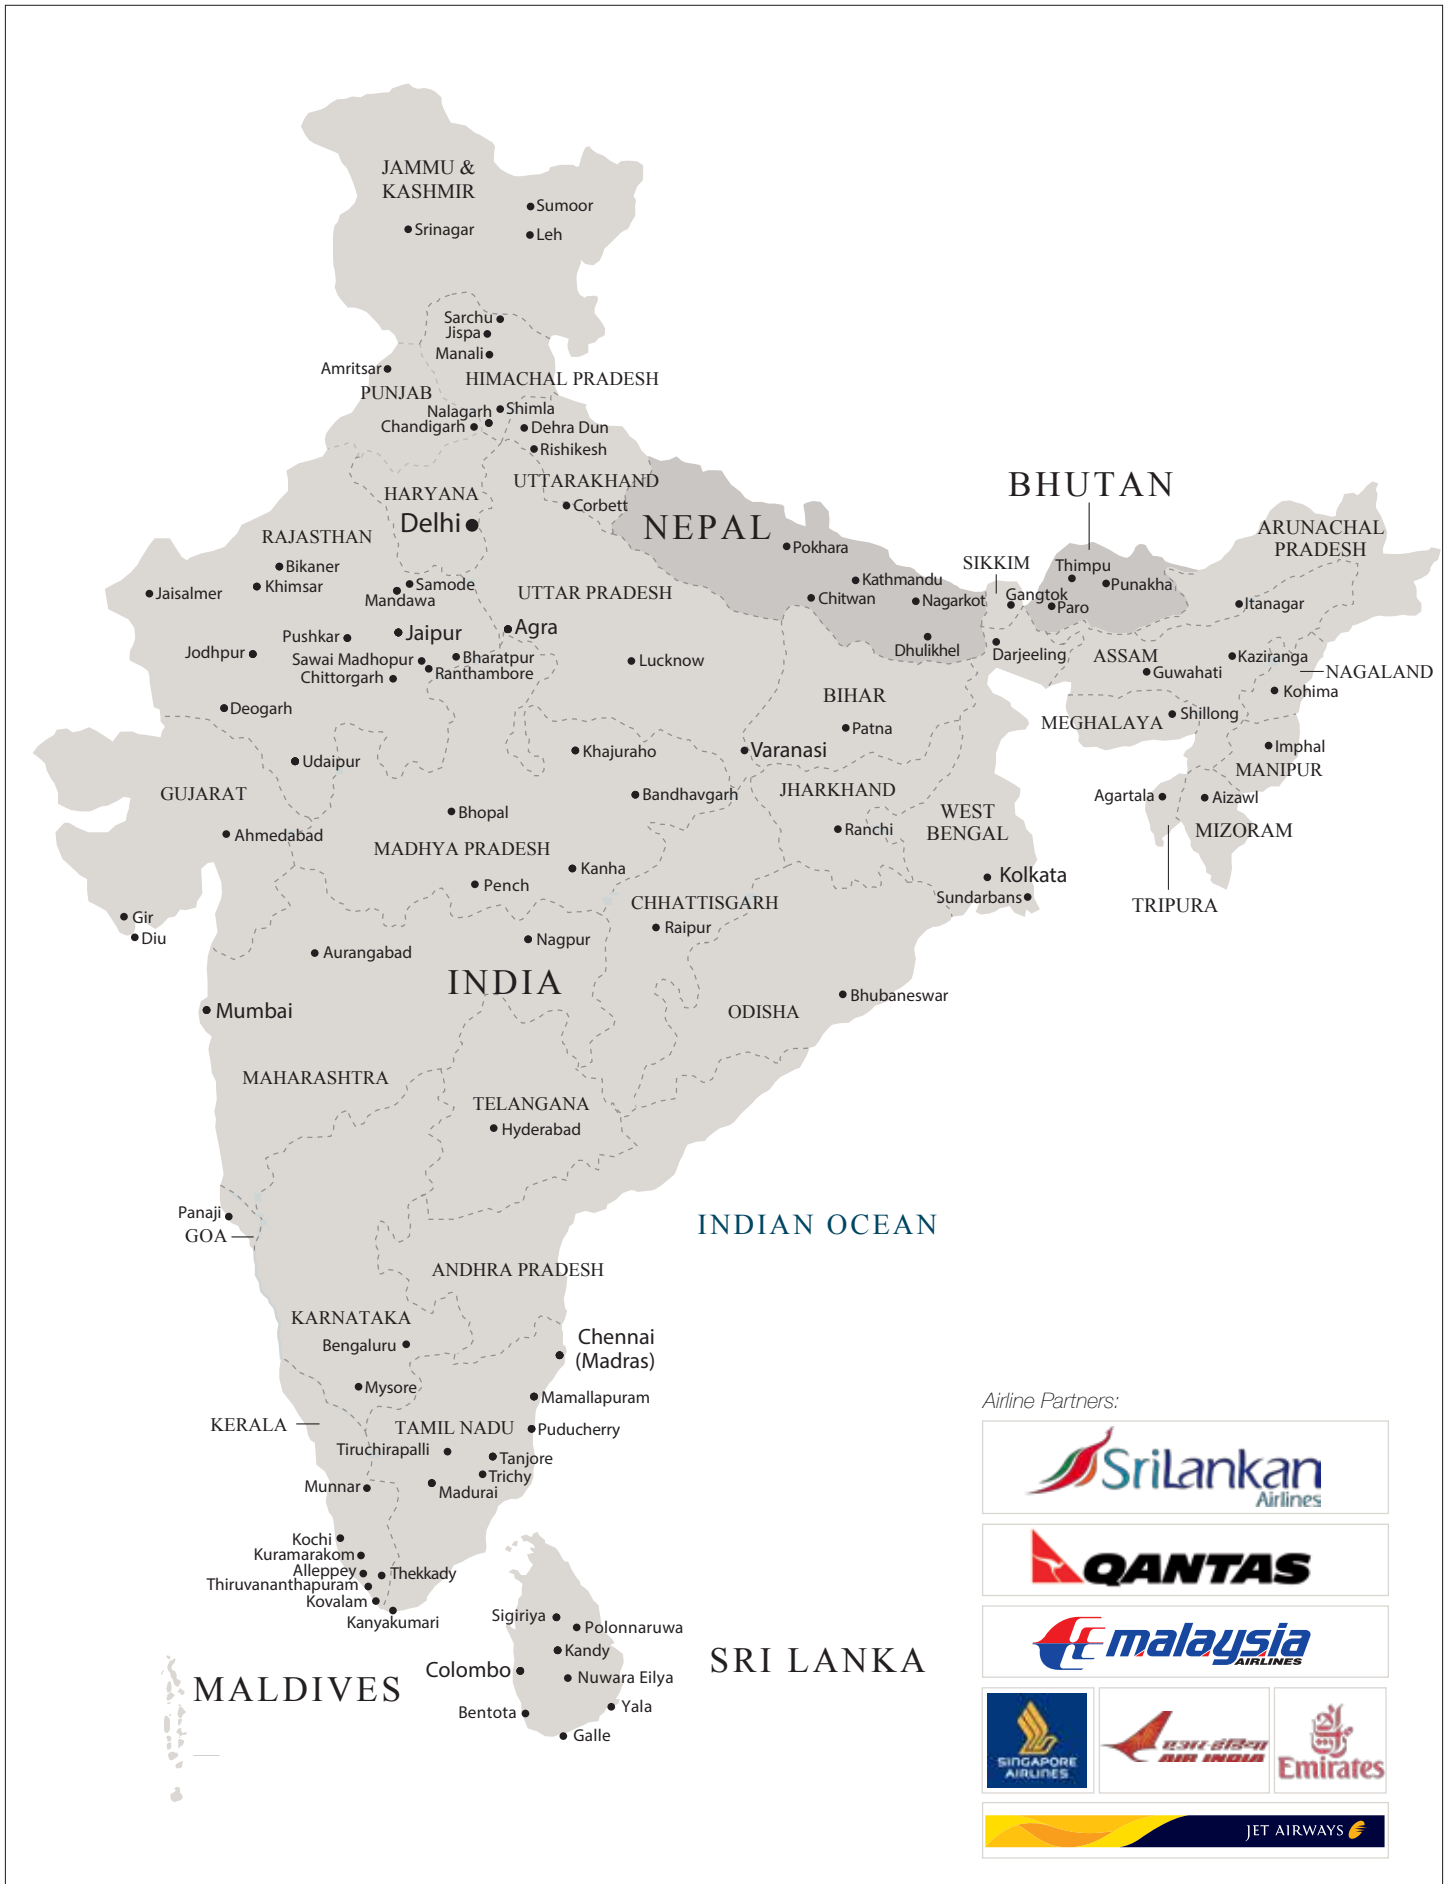 JAMMU &
KASHMIR
Sumoor
Srinagar
Leh
Sarchu
Jispa
Manali
Amritsar
HIMACHAL PRADESH
PUNJAB
Nalagarh
Shimla
Chandigarh
Dehra Dun
Rishikesh
UTTARAKHAND
BHUTAN
HARYANA
Corbett
Delhi
NEPAL
ARUNACHAL
PRADESH
RAJASTHAN
Pokhara
SIKKIM
Bikaner
Thimpu
Khimsar
Samode
Kathmandu
Punakha
Jaisalmer
Mandawa
UTTAR PRADESH
Chitwan
Nagarkot
Gangtok
Paro
Itanagar
Pushkar
Jaipur
Agra
Jodhpur
Sawai Madhopur
Bharatpur
Lucknow
Dhulikhel
Darjeeling
ASSAM
Kaziranga
Chittorgarh
Ranthambore
Guwahati
NAGALAND
BIHAR
Kohima
Deogarh
Patna
MEGHALAYA
Shillong
Udaipur
Khajuraho
Varanasi
Imphal
MANIPUR
GUJARAT
Bandhavgarh
JHARKHAND
Agartala
Aizawl
Ahmedabad
Bhopal
Ranchi
WEST
BENGAL
MIZORAM
MADHYA PRADESH
Kanha
Kolkata
Pench
CHHATTISGARH
Sundarbans
TRIPURA
Gir
Raipur
Diu
Aurangabad
Nagpur
INDIA
Bhubaneswar
Mumbai
ODISHA
MAHARASHTRA
TELANGANA
Hyderabad
Panaji
GOA
INDIAN OCEAN
ANDHRA PRADESH
KARNATAKA
Bengaluru
Chennai
(Madras)
Mysore
Mamallapuram
KERALA
TAMIL NADU
Puducherry
Tiruchirapalli
Tanjore
Trichy
Munnar
Madurai
Kochi
Kuramarakom
Alleppey
Thekkady
Thiruvananthapuram
Kovalam
Kanyakumari
Sigiriya
Polonnaruwa
Kandy
SRI LANKA
Colombo
Nuwara Eilya
MALDIVES
Bentota
Yala
Galle
Airline Partners:
SriLankan
Airlines
QANTAS
malaysia
AIRLINES
SINGAPORE
AIRLINES
एअर-इंडिया
AIR INDIA
Emirates
JET AIRWAYS